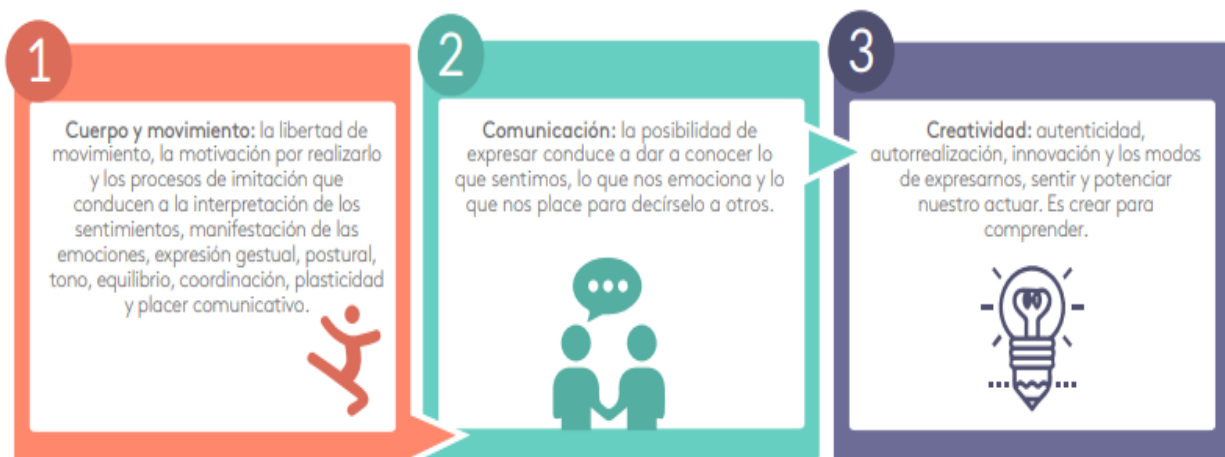 1
Cuerpo y movimiento: la libertad de
movimiento, la motivación por realizarlo
y los procesos de imitación que
conducen a la interpretación de los
sentimientos, manifestación de las
emociones, expresión gestual, postural,
tono, equilibrio, coordinación, plasticidad
y placer comunicativo.
2
Comunicación: la posibilidad de
expresar conduce a dar a conocer lo
que sentimos, lo que nos emociona y lo
que nos place para decírselo a otros.
3
Creatividad: autenticidad,
autorrealización, innovación y los modos
de expresarnos, sentir y potenciar
nuestro actuar. Es crear para
comprender.